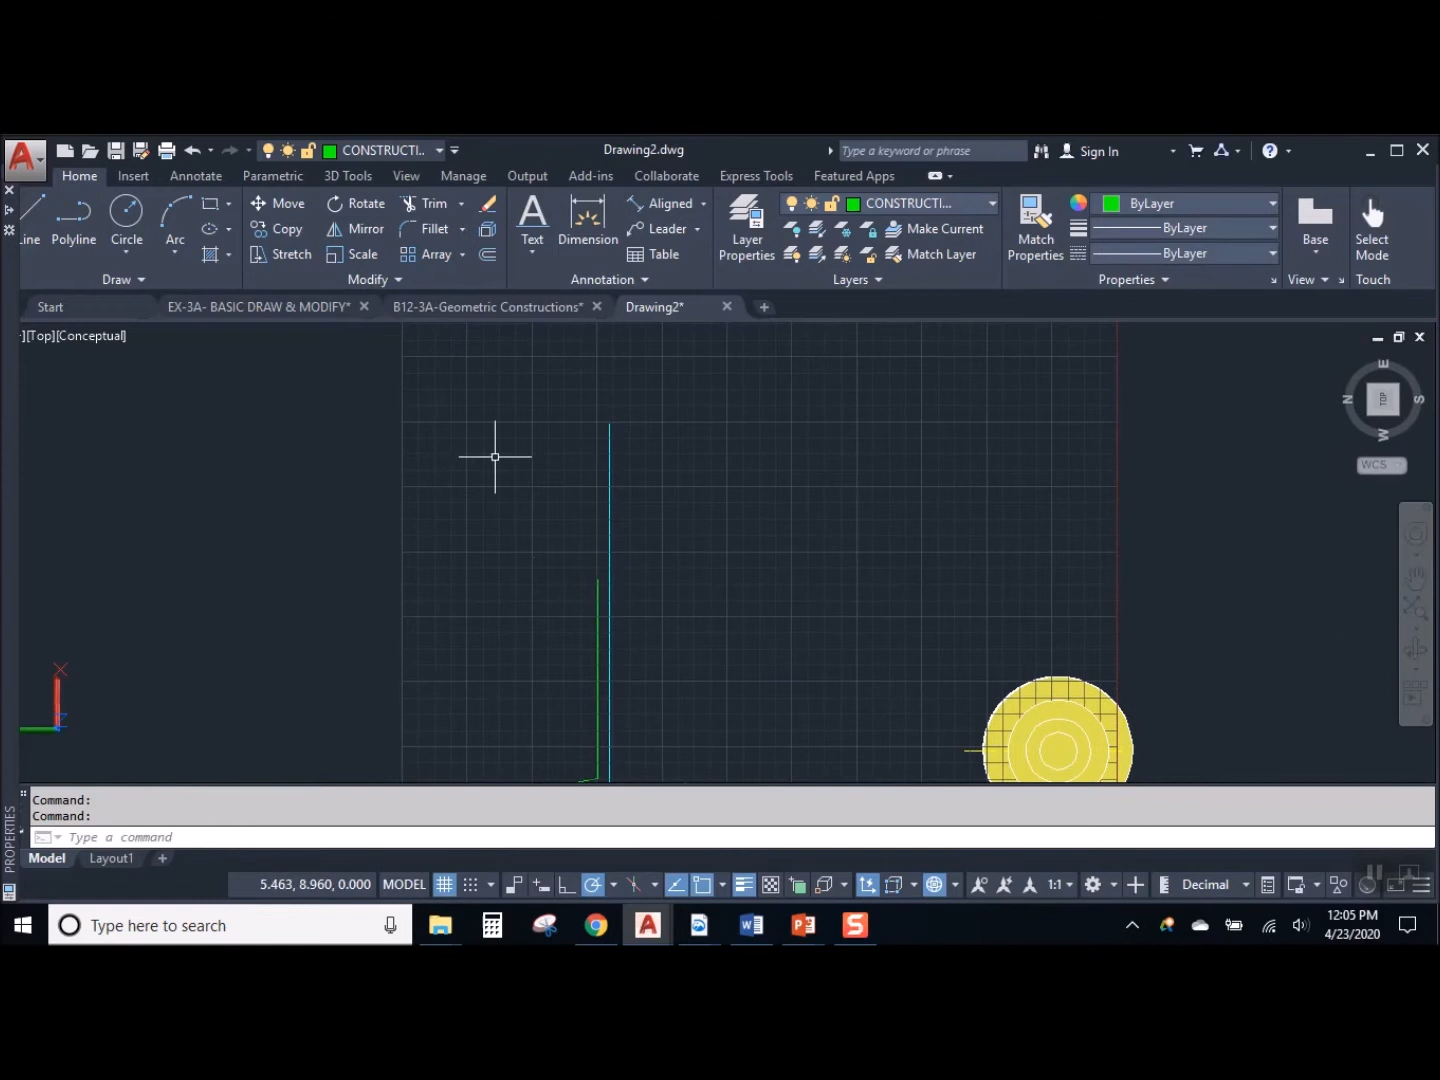 CONSTRUCTI.. Drawing2.dwg Type a keyword or phrase Sign In
Home Insert Annotate Parametric 3D Tools View Manage Output Add-ins Collaborate Express Tools Featured Apps
Move Rotate Trim Aligned CONSTRUCTI... ByLayer
Line Polyline Circle Arc Copy Mirror Fillet Text Dimension Leader Layer Properties Make Current Match Properties ByLayer Base Select Mode
Stretch Scale Array Table Match Layer ByLayer
Draw Modify Annotation Layers Properties View Touch
Start EX-3A- BASIC DRAW & MODIFY* B12-3A-Geometric Constructions* Drawing2*
][Top][Conceptual]
E
N TOP S
W
WCS
X
Z
Command:
Command:
Type a command
PROPERTIES
Model Layout1
5.463, 8.960, 0.000 MODEL 1:1 Decimal
Type here to search
12:05 PM
4/23/2020